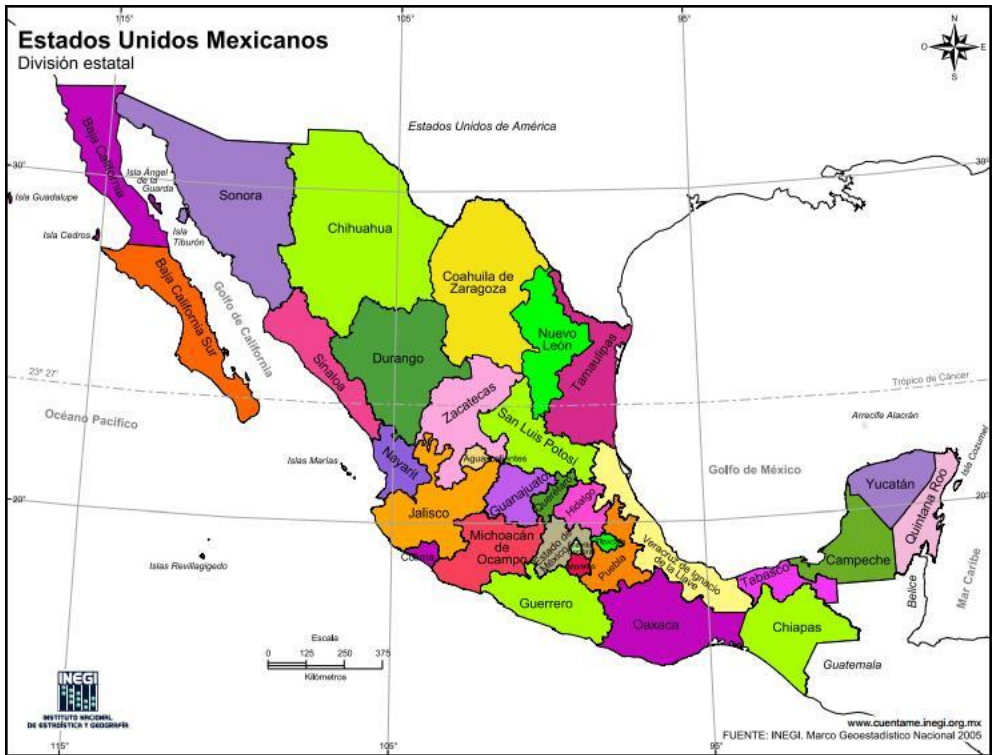 115°
105°
95°
Estados Unidos Mexicanos
División estatal
N
O
E
S
Estados Unidos de América
30°
30°
Baja California
Isla Ángel
de la
Guarda
Isla Guadalupe
Sonora
Isla Cedros
Isla
Tiburón
Chihuahua
Coahuila de
Zaragoza
Baja California Sur
Golfo de California
Nuevo
León
Tamaulipas
Sinaloa
Durango
23° 27'
Trópico de Cáncer
Océano Pacífico
Zacatecas
San Luis Potosí
Arrecife Alacrán
Isla Cozumel
Nayarit
Islas Marías
Aguascalientes
Golfo de México
Yucatán
Quintana Roo
20°
20°
Guanajuato
Querétaro
Hidalgo
Jalisco
Michoacán
de
Ocampo
Colima
Estado de
México
Puebla
Veracruz de Ignacio
de la Llave
Campeche
Tabasco
Belice
Mar Caribe
Islas Revillagigedo
Guerrero
Oaxaca
Chiapas
Guatemala
Escala
0 125 250 375
Kilómetros
INEGI
INSTITUTO NACIONAL
DE ESTADÍSTICA Y GEOGRAFÍA
www.cuentame.inegi.org.mx
FUENTE: INEGI. Marco Geoestadístico Nacional 2005
115°
105°
95°